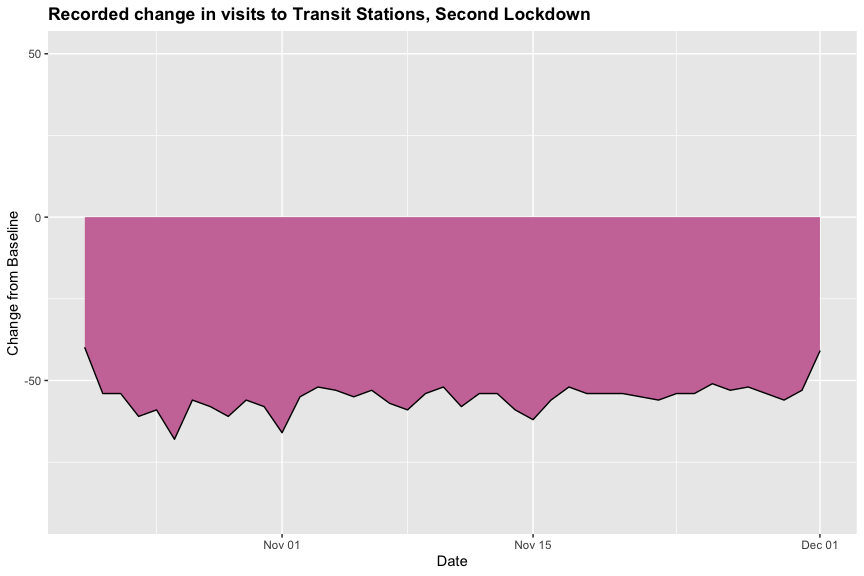 Recorded change in visits to Transit Stations, Second Lockdown
50
0
-50
Change from Baseline
Nov 01
Nov 15
Dec 01
Date